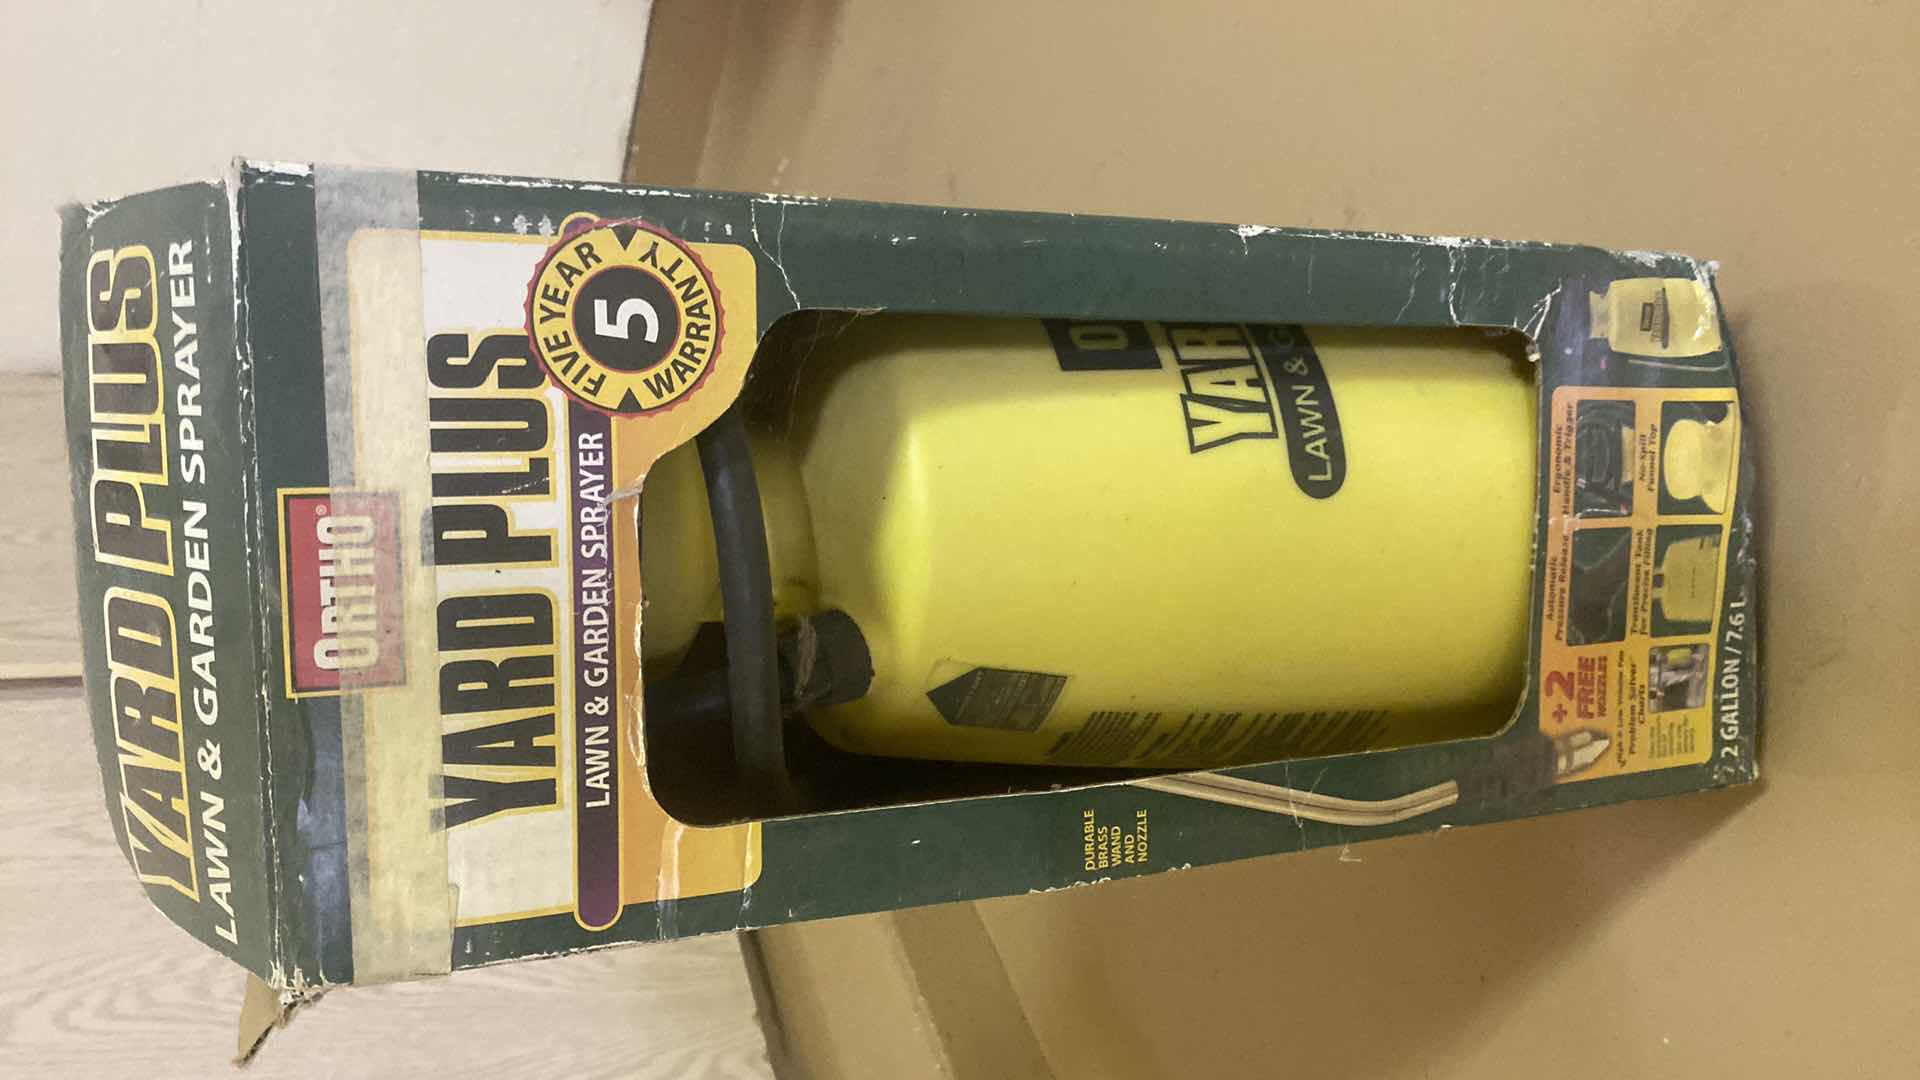 YARD PLUS
LAWN & GARDEN SPRAYER
ORTHO®
YARD PLUS
LAWN & GARDEN SPRAYER
FIVE YEAR
5
WARRANTY
YAR
LAWN &
DURABLE
BRASS
WAND
AND
NOZZLE
+2
FREE
NOZZLES
Problem Solver
Charts
Automatic
Pressure Release
Ergonomic
Handle & Trigger
Translucent Tank
for Precise Filling
No-Spill
Funnel Top
2 GALLON/7.6 L